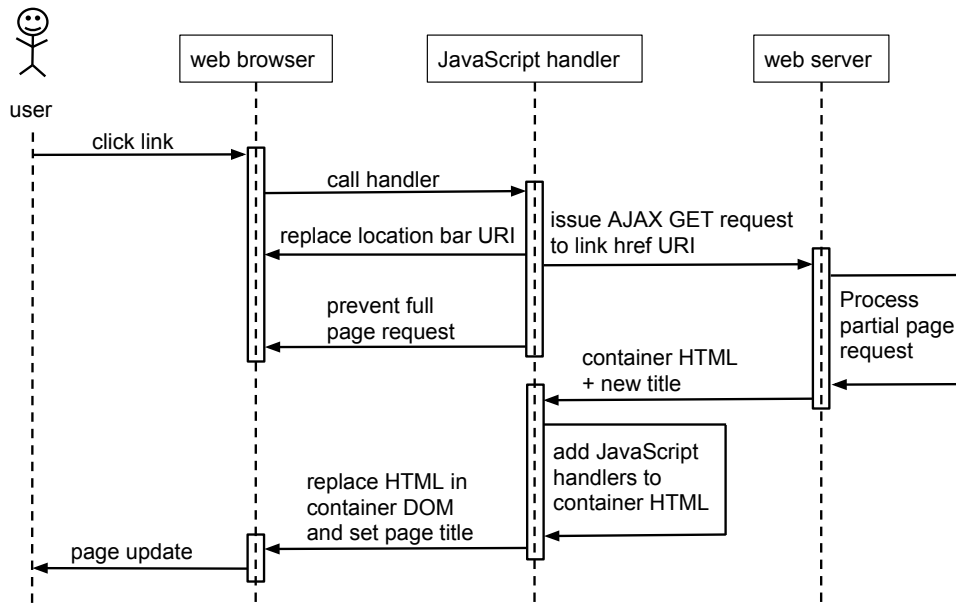 web browser
JavaScript handler
web server
user
click link
call handler
replace location bar URI
issue AJAX GET request
to link href URI
prevent full
page request
Process
partial page
request
container HTML
+ new title
add JavaScript
handlers to
container HTML
replace HTML in
container DOM
and set page title
page update